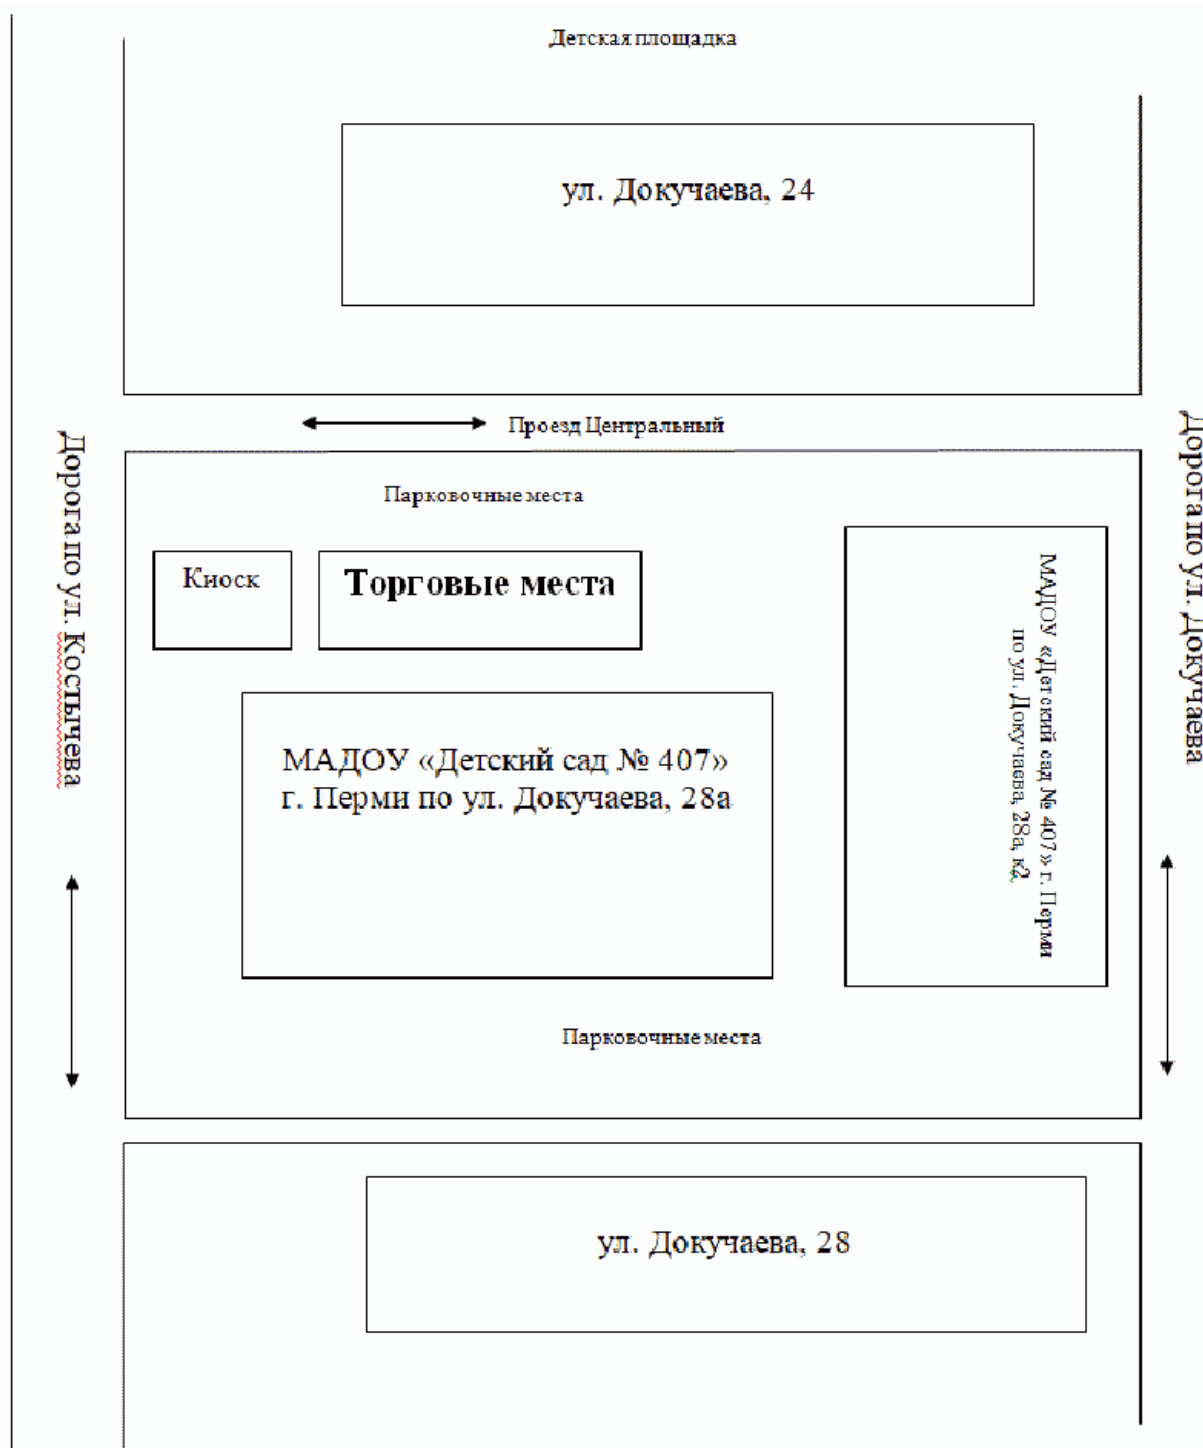 Детская площадка
ул. Докучаева, 24
Проезд Центральный
Дорога по ул. Костычева
Дорога по ул. Докучаева
Парковочные места
Киоск
Торговые места
МАДОУ «Детский сад № 407» г. Перми
по ул. Докучаева, 28а, к2
МАДОУ «Детский сад № 407»
г. Перми по ул. Докучаева, 28а
Парковочные места
ул. Докучаева, 28